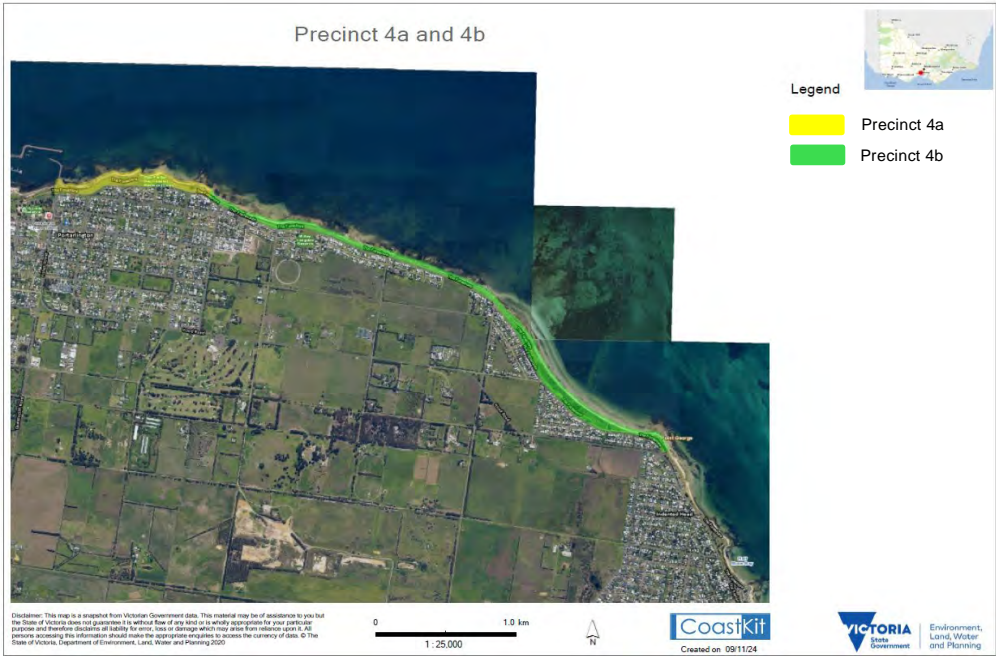 Precinct 4a and 4b
Legend
Precinct 4a
Precinct 4b
Portarlington
Indented Head
Disclaimer: This map is a snapshot from Victorian Government data. This material may be of assistance to you but
the State of Victoria does not guarantee it is without flaw of any kind or is wholly appropriate for your particular
purpose and therefore disclaims all liability for error, loss or damage which may arise from reliance upon it. All
persons accessing this information should make the appropriate enquiries to access the currency of data. © The
State of Victoria, Department of Environment, Land, Water and Planning 2020
0 1.0 km
1 : 25,000
N
CoastKit
Created on 09/11/24
VICTORIA
State
Government
Environment,
Land, Water
and Planning